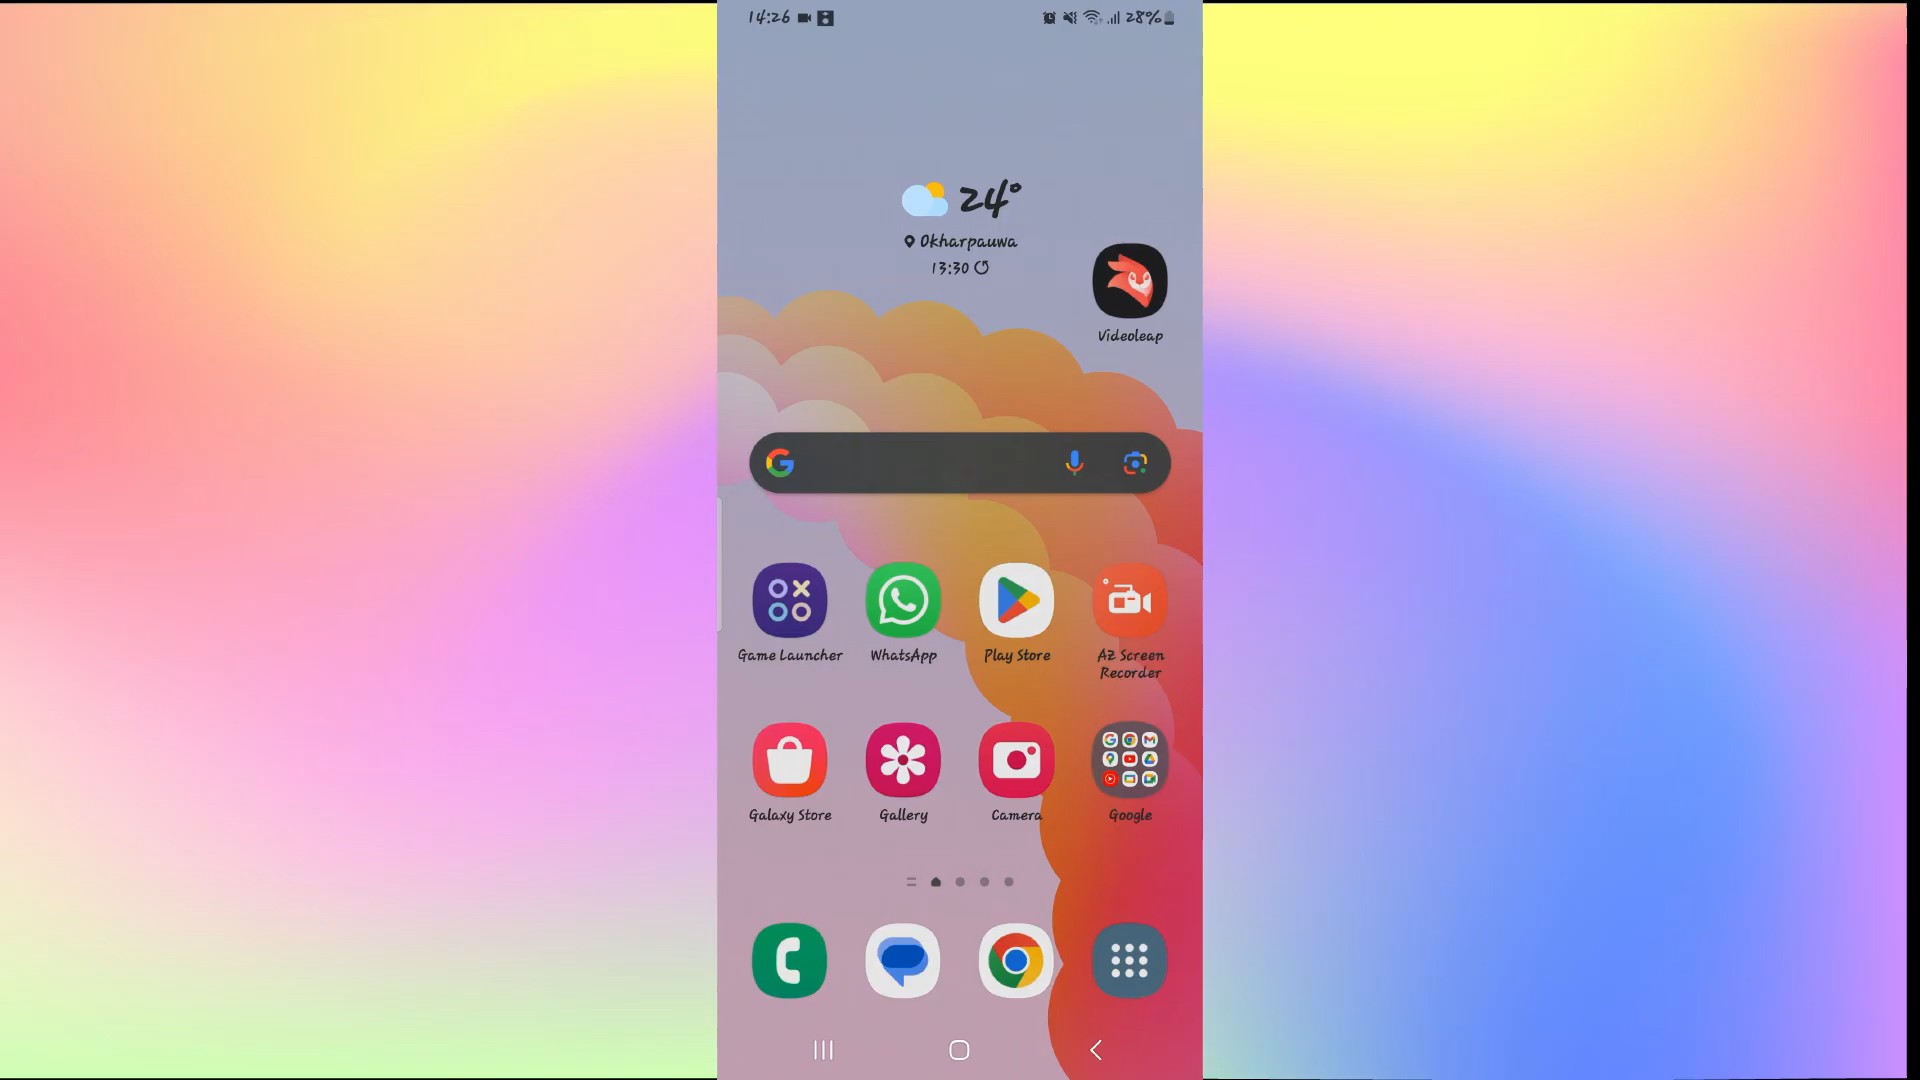 14:26
28%
24°
Okharpauwa
13:30
Videoleap
Game Launcher
WhatsApp
Play Store
AZ Screen
Recorder
Galaxy Store
Gallery
Camera
Google